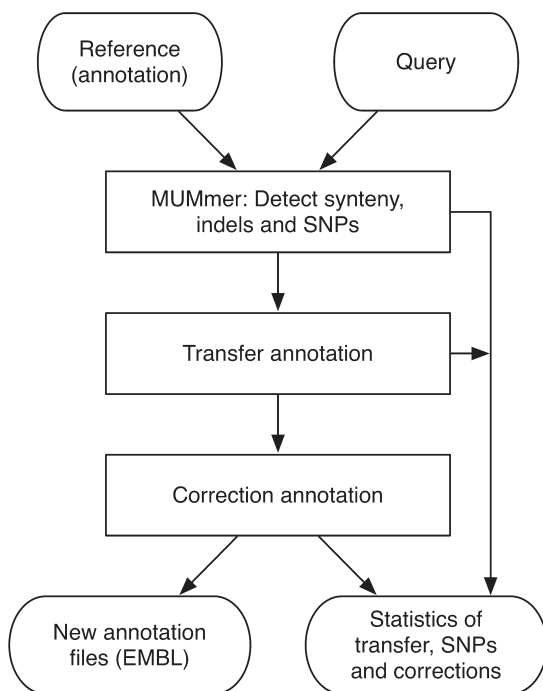 Reference
(annotation)
Query
MUMmer: Detect synteny,
indels and SNPs
Transfer annotation
Correction annotation
New annotation
files (EMBL)
Statistics of
transfer, SNPs
and corrections